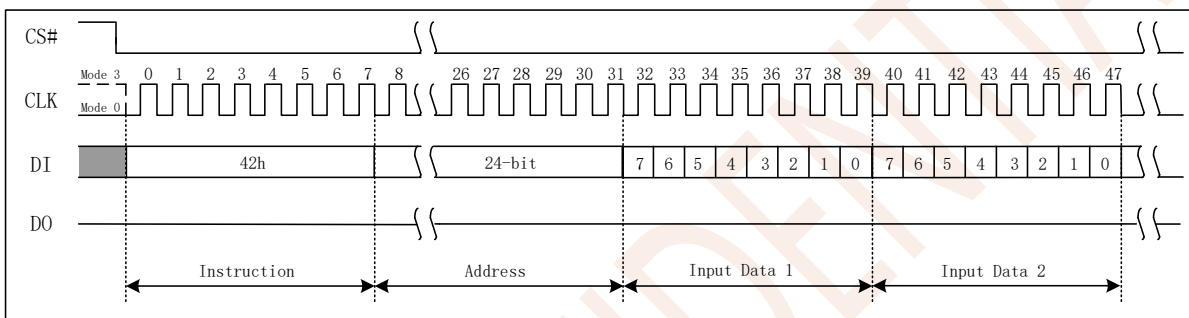 CS#
Mode 3 0 1 2 3 4 5 6 7 8 26 27 28 29 30 31 32 33 34 35 36 37 38 39 40 41 42 43 44 45 46 47
CLK
Mode 0
DI 42h 24-bit 7 6 5 4 3 2 1 0 7 6 5 4 3 2 1 0
DO
Instruction Address Input Data 1 Input Data 2